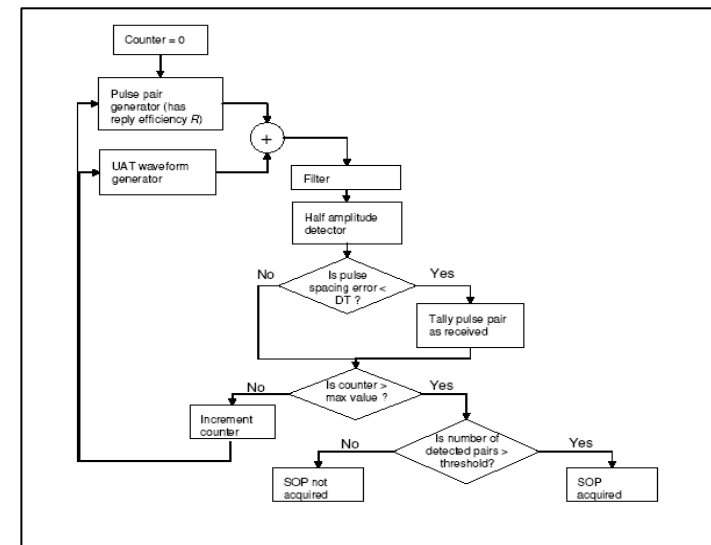 Counter = 0
Pulse pair
generator (has
reply efficiency R)
+
UAT waveform
generator
Filter
Half amplitude
detector
No
Is pulse
spacing error <
DT ?
Yes
Tally pulse pair
as received
No
Is counter >
max value ?
Yes
Increment
counter
No
Is number of
detected pairs >
threshold?
Yes
SOP not
acquired
SOP
acquired